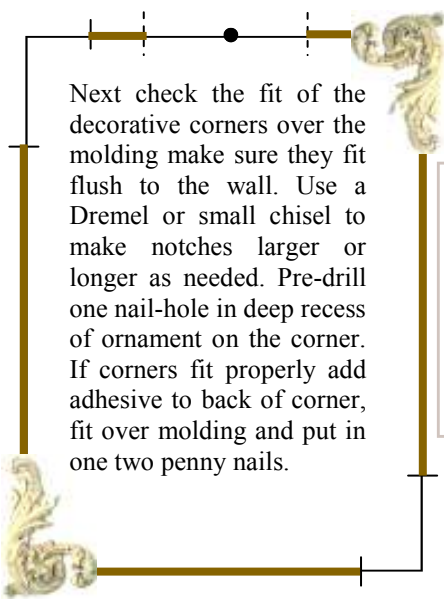 Next check the fit of the
decorative corners over the
molding make sure they fit
flush to the wall. Use a
Dremel or small chisel to
make notches larger or
longer as needed. Pre-drill
one nail-hole in deep recess
of ornament on the corner.
If corners fit properly add
adhesive to back of corner,
fit over molding and put in
one two penny nails.